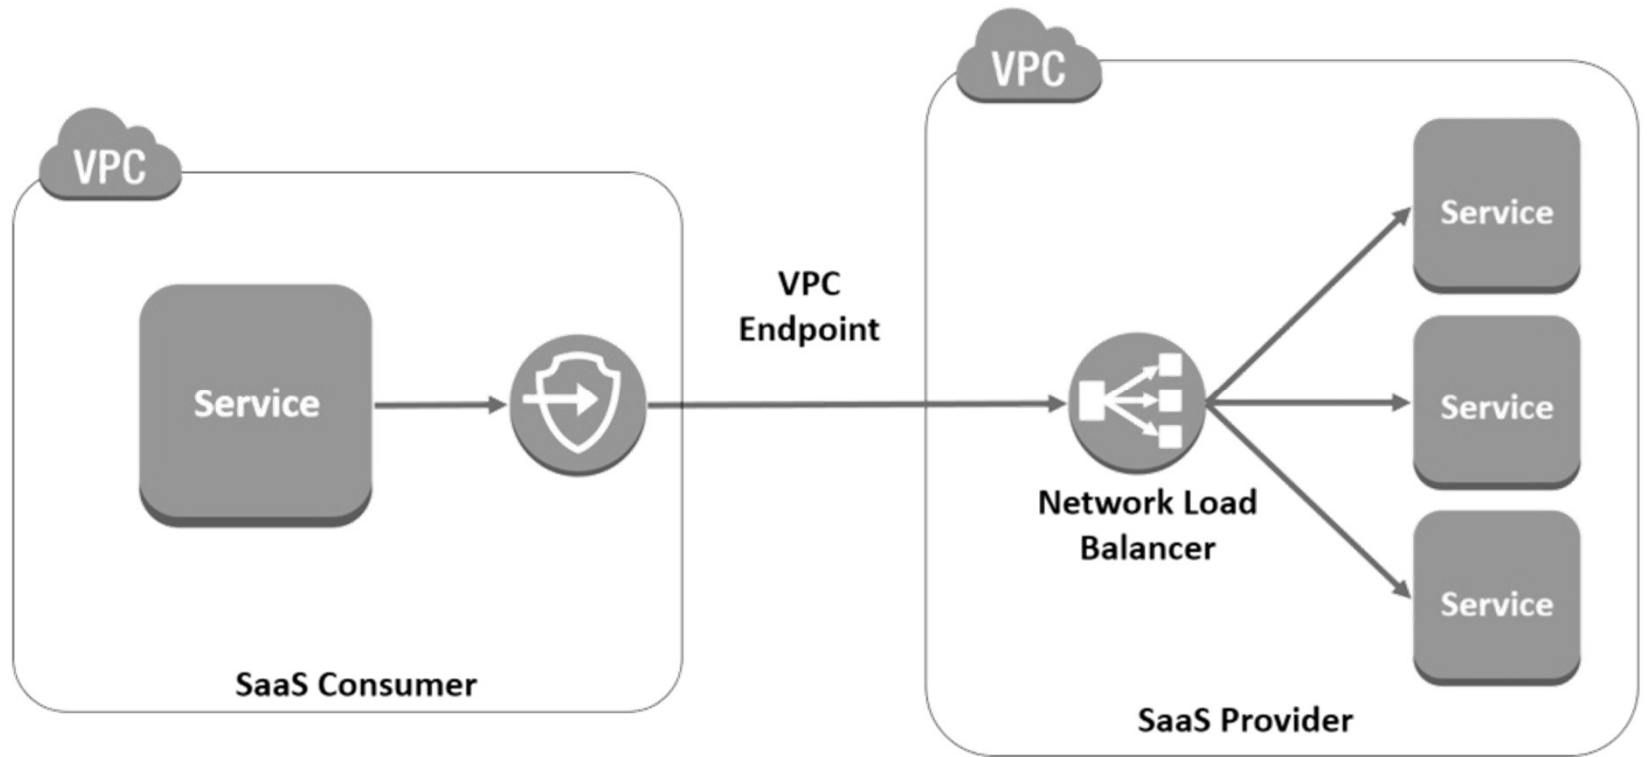 VPC
Service
SaaS Consumer
VPC
Endpoint
VPC
Network Load
Balancer
Service
Service
Service
SaaS Provider